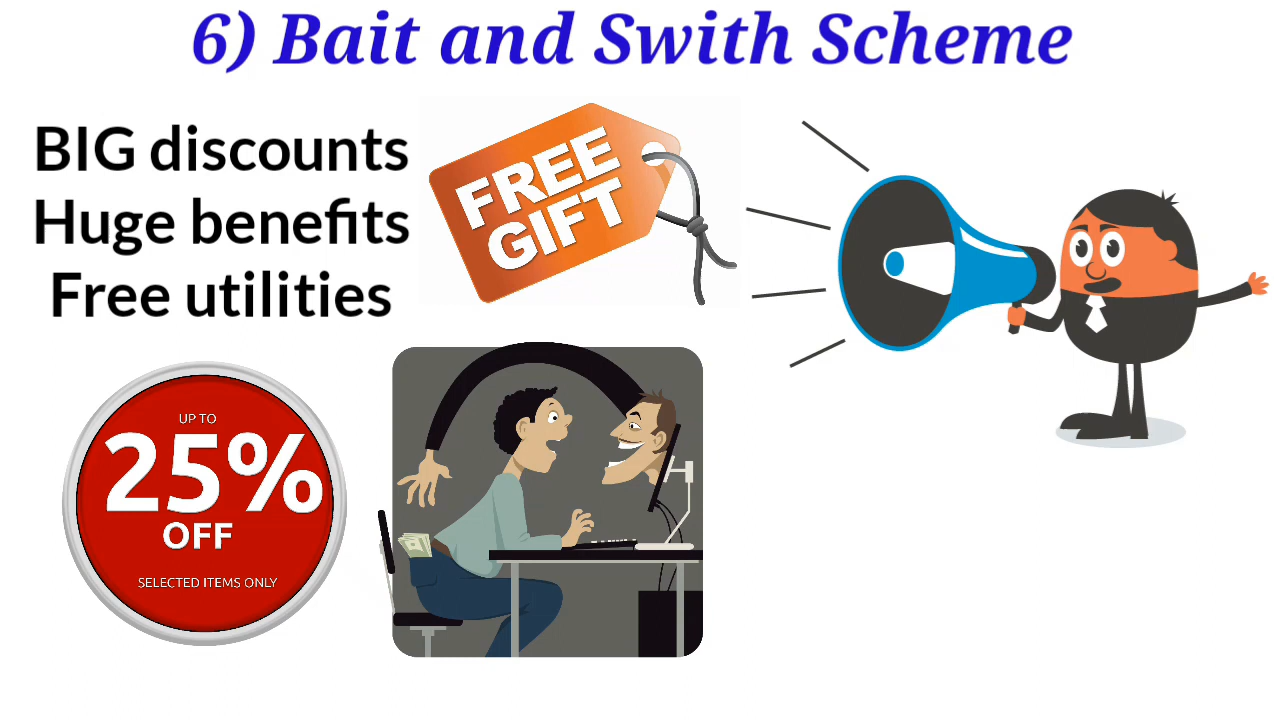 6) Bait and Swith Scheme
BIG discounts
Huge benefits
Free utilities
FREE
GIFT
UP TO
25%
OFF
SELECTED ITEMS ONLY